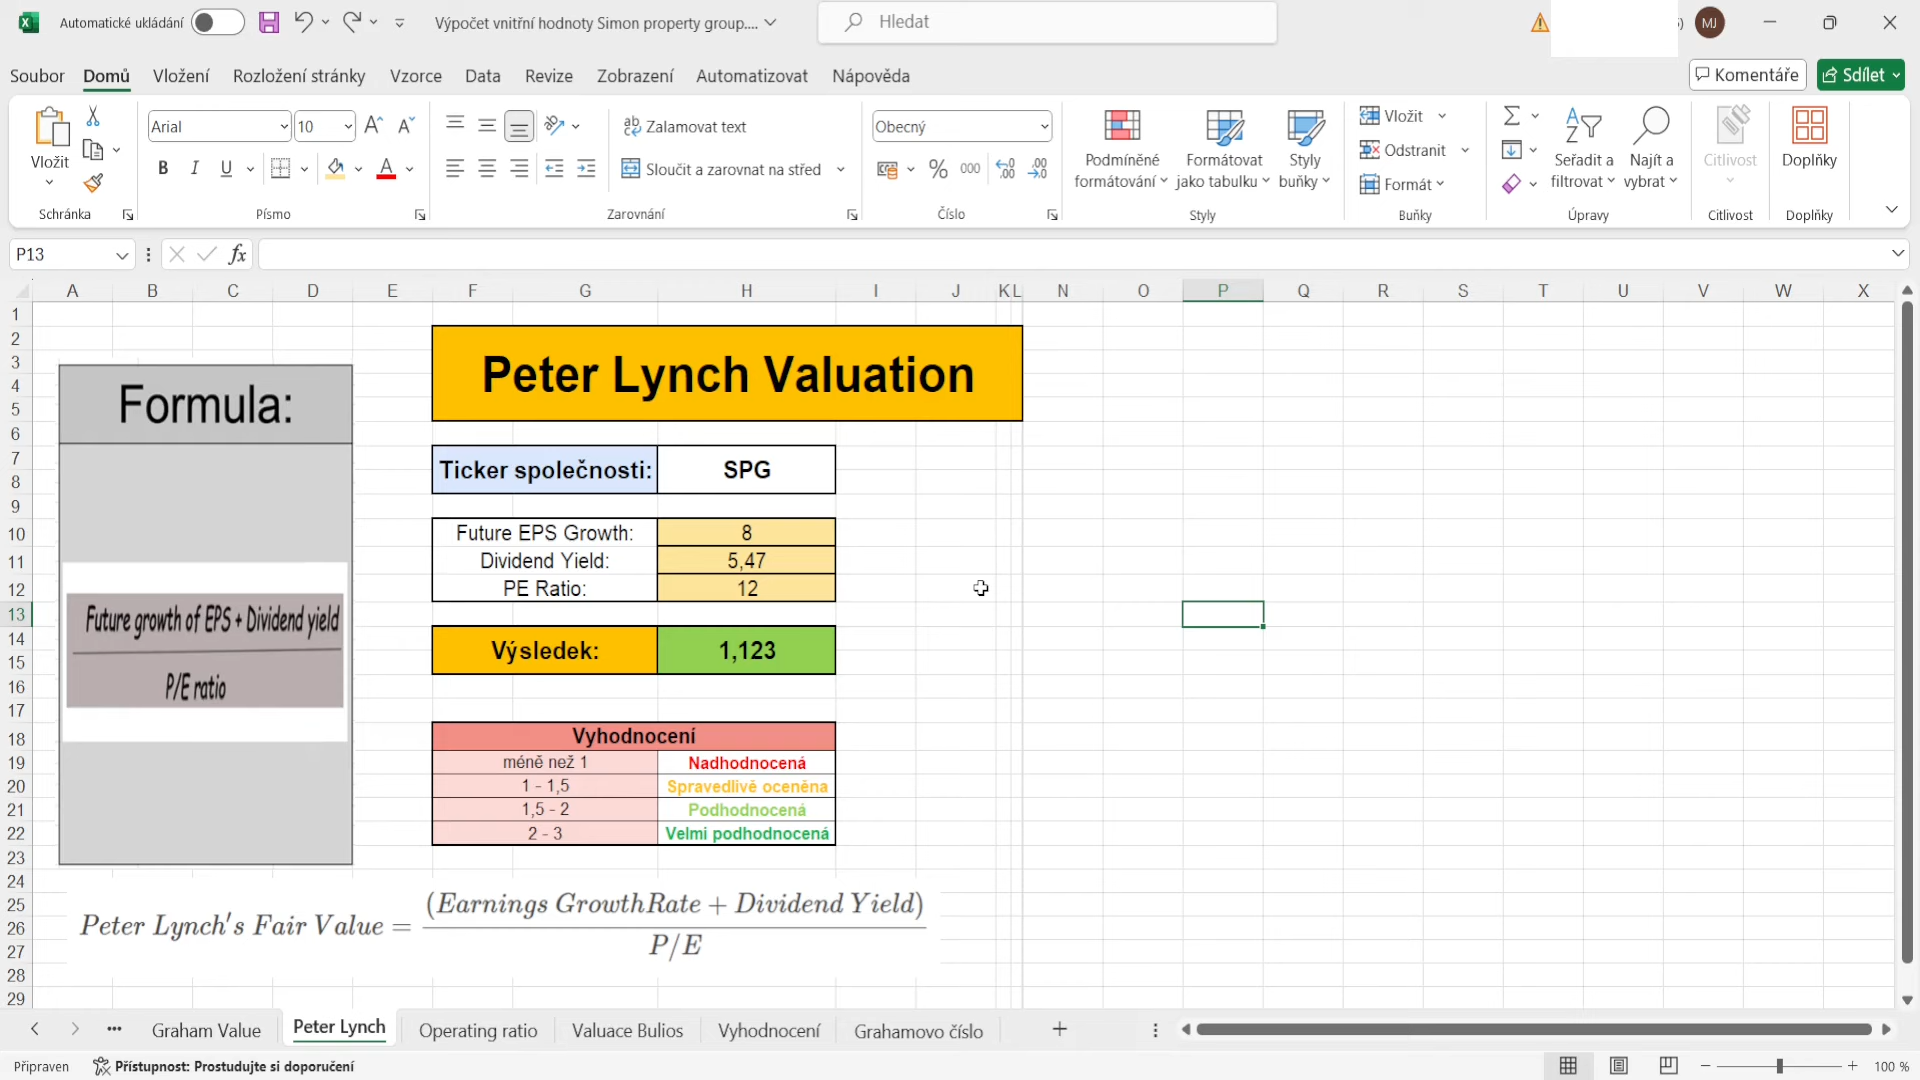 Automatické ukládání
Výpočet vnitřní hodnoty Simon property group....
Hledat
MJ
Soubor Domů Vložení Rozložení stránky Vzorce Data Revize Zobrazení Automatizovat Nápověda
Komentáře
Sdílet
Vložit
Schránka
Arial
10
B I U
Písmo
Zalamovat text
Sloučit a zarovnat na střed
Zarovnání
Obecný
% 000
Číslo
Podmíněné
formátování
Formátovat
jako tabulku
Styly
buňky
Styly
Vložit
Odstranit
Formát
Buňky
Seřadit a
filtrovat
Najít a
vybrat
Úpravy
Citlivost
Citlivost
Doplňky
Doplňky
P13
fx
A B C D E F G H I J K L N O P Q R S T U V W X
1
2
3
4
5
6
7
8
9
10
11
12
13
14
15
16
17
18
19
20
21
22
23
24
25
26
27
28
29
Formula:
Future growth of EPS + Dividend yield
P/E ratio
Peter Lynch Valuation
Ticker společnosti: SPG
Future EPS Growth: 8
Dividend Yield: 5,47
PE Ratio: 12
Výsledek: 1,123
Vyhodnocení
méně než 1 Nadhodnocená
1 - 1,5 Spravedlivě oceněna
1,5 - 2 Podhodnocená
2 - 3 Velmi podhodnocená
Peter Lynch's Fair Value = (Earnings GrowthRate + Dividend Yield)
P/E
Graham Value Peter Lynch Operating ratio Valuace Bulios Vyhodnocení Grahamovo číslo
Připraven
Přístupnost: Prostudujte si doporučení
100 %